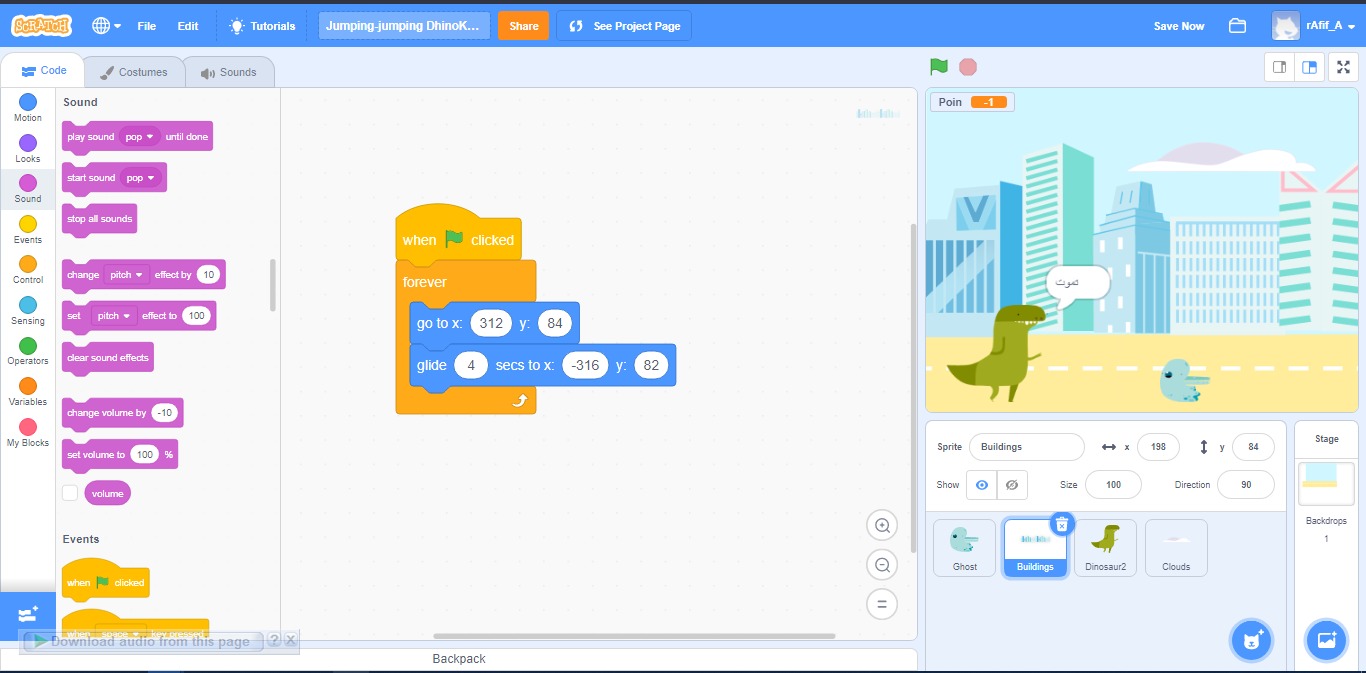 SCRATCH
File
Edit
Tutorials
Jumping-jumping DhinoK...
Share
See Project Page
Save Now
rAfif_A
Code
Costumes
Sounds
Motion
Looks
Sound
Events
Control
Sensing
Operators
Variables
My Blocks
Sound
play sound pop until done
start sound pop
stop all sounds
change pitch effect by 10
set pitch effect to 100
clear sound effects
change volume by -10
set volume to 100 %
volume
Events
when clicked
when space key pressed
Download audio from this page ? X
when clicked
forever
go to x: 312 y: 84
glide 4 secs to x: -316 y: 82
Backpack
Poin -1
تموت
Sprite Buildings x 198 y 84
Show Size 100 Direction 90
Ghost
Buildings
Dinosaur2
Clouds
Stage
Backdrops
1